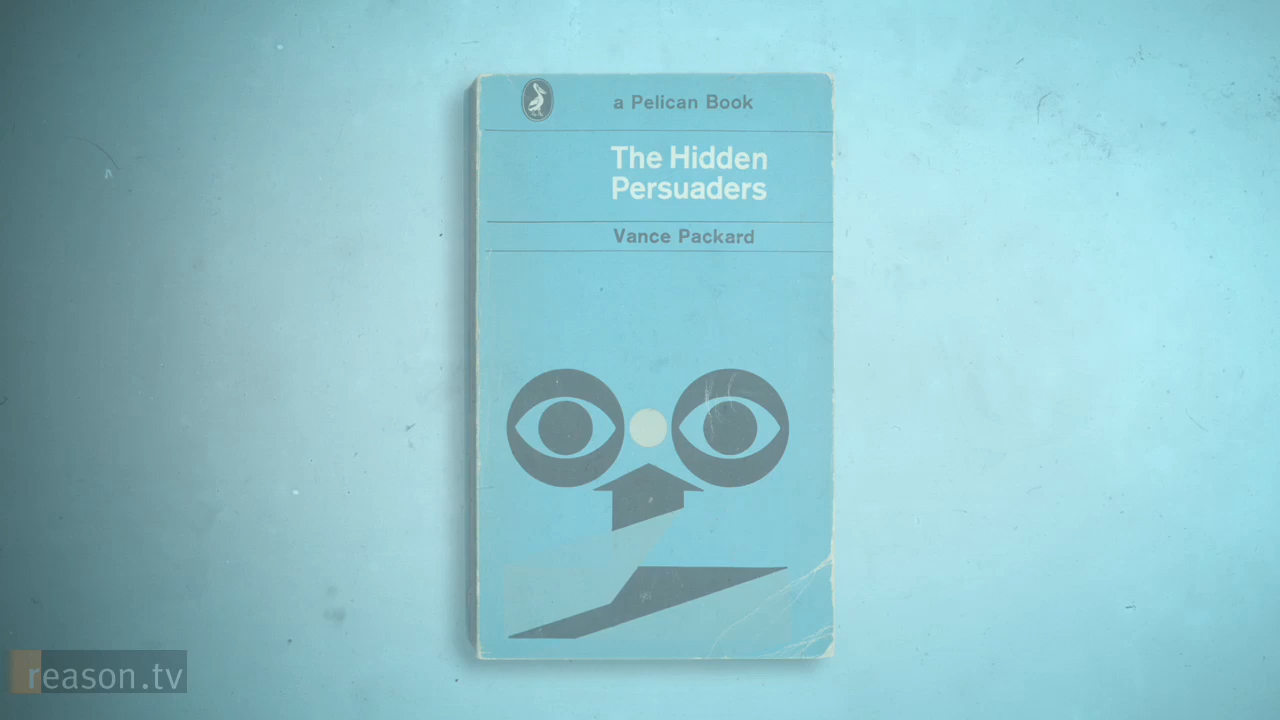 a Pelican Book
The Hidden
Persuaders
Vance Packard
reason.tv